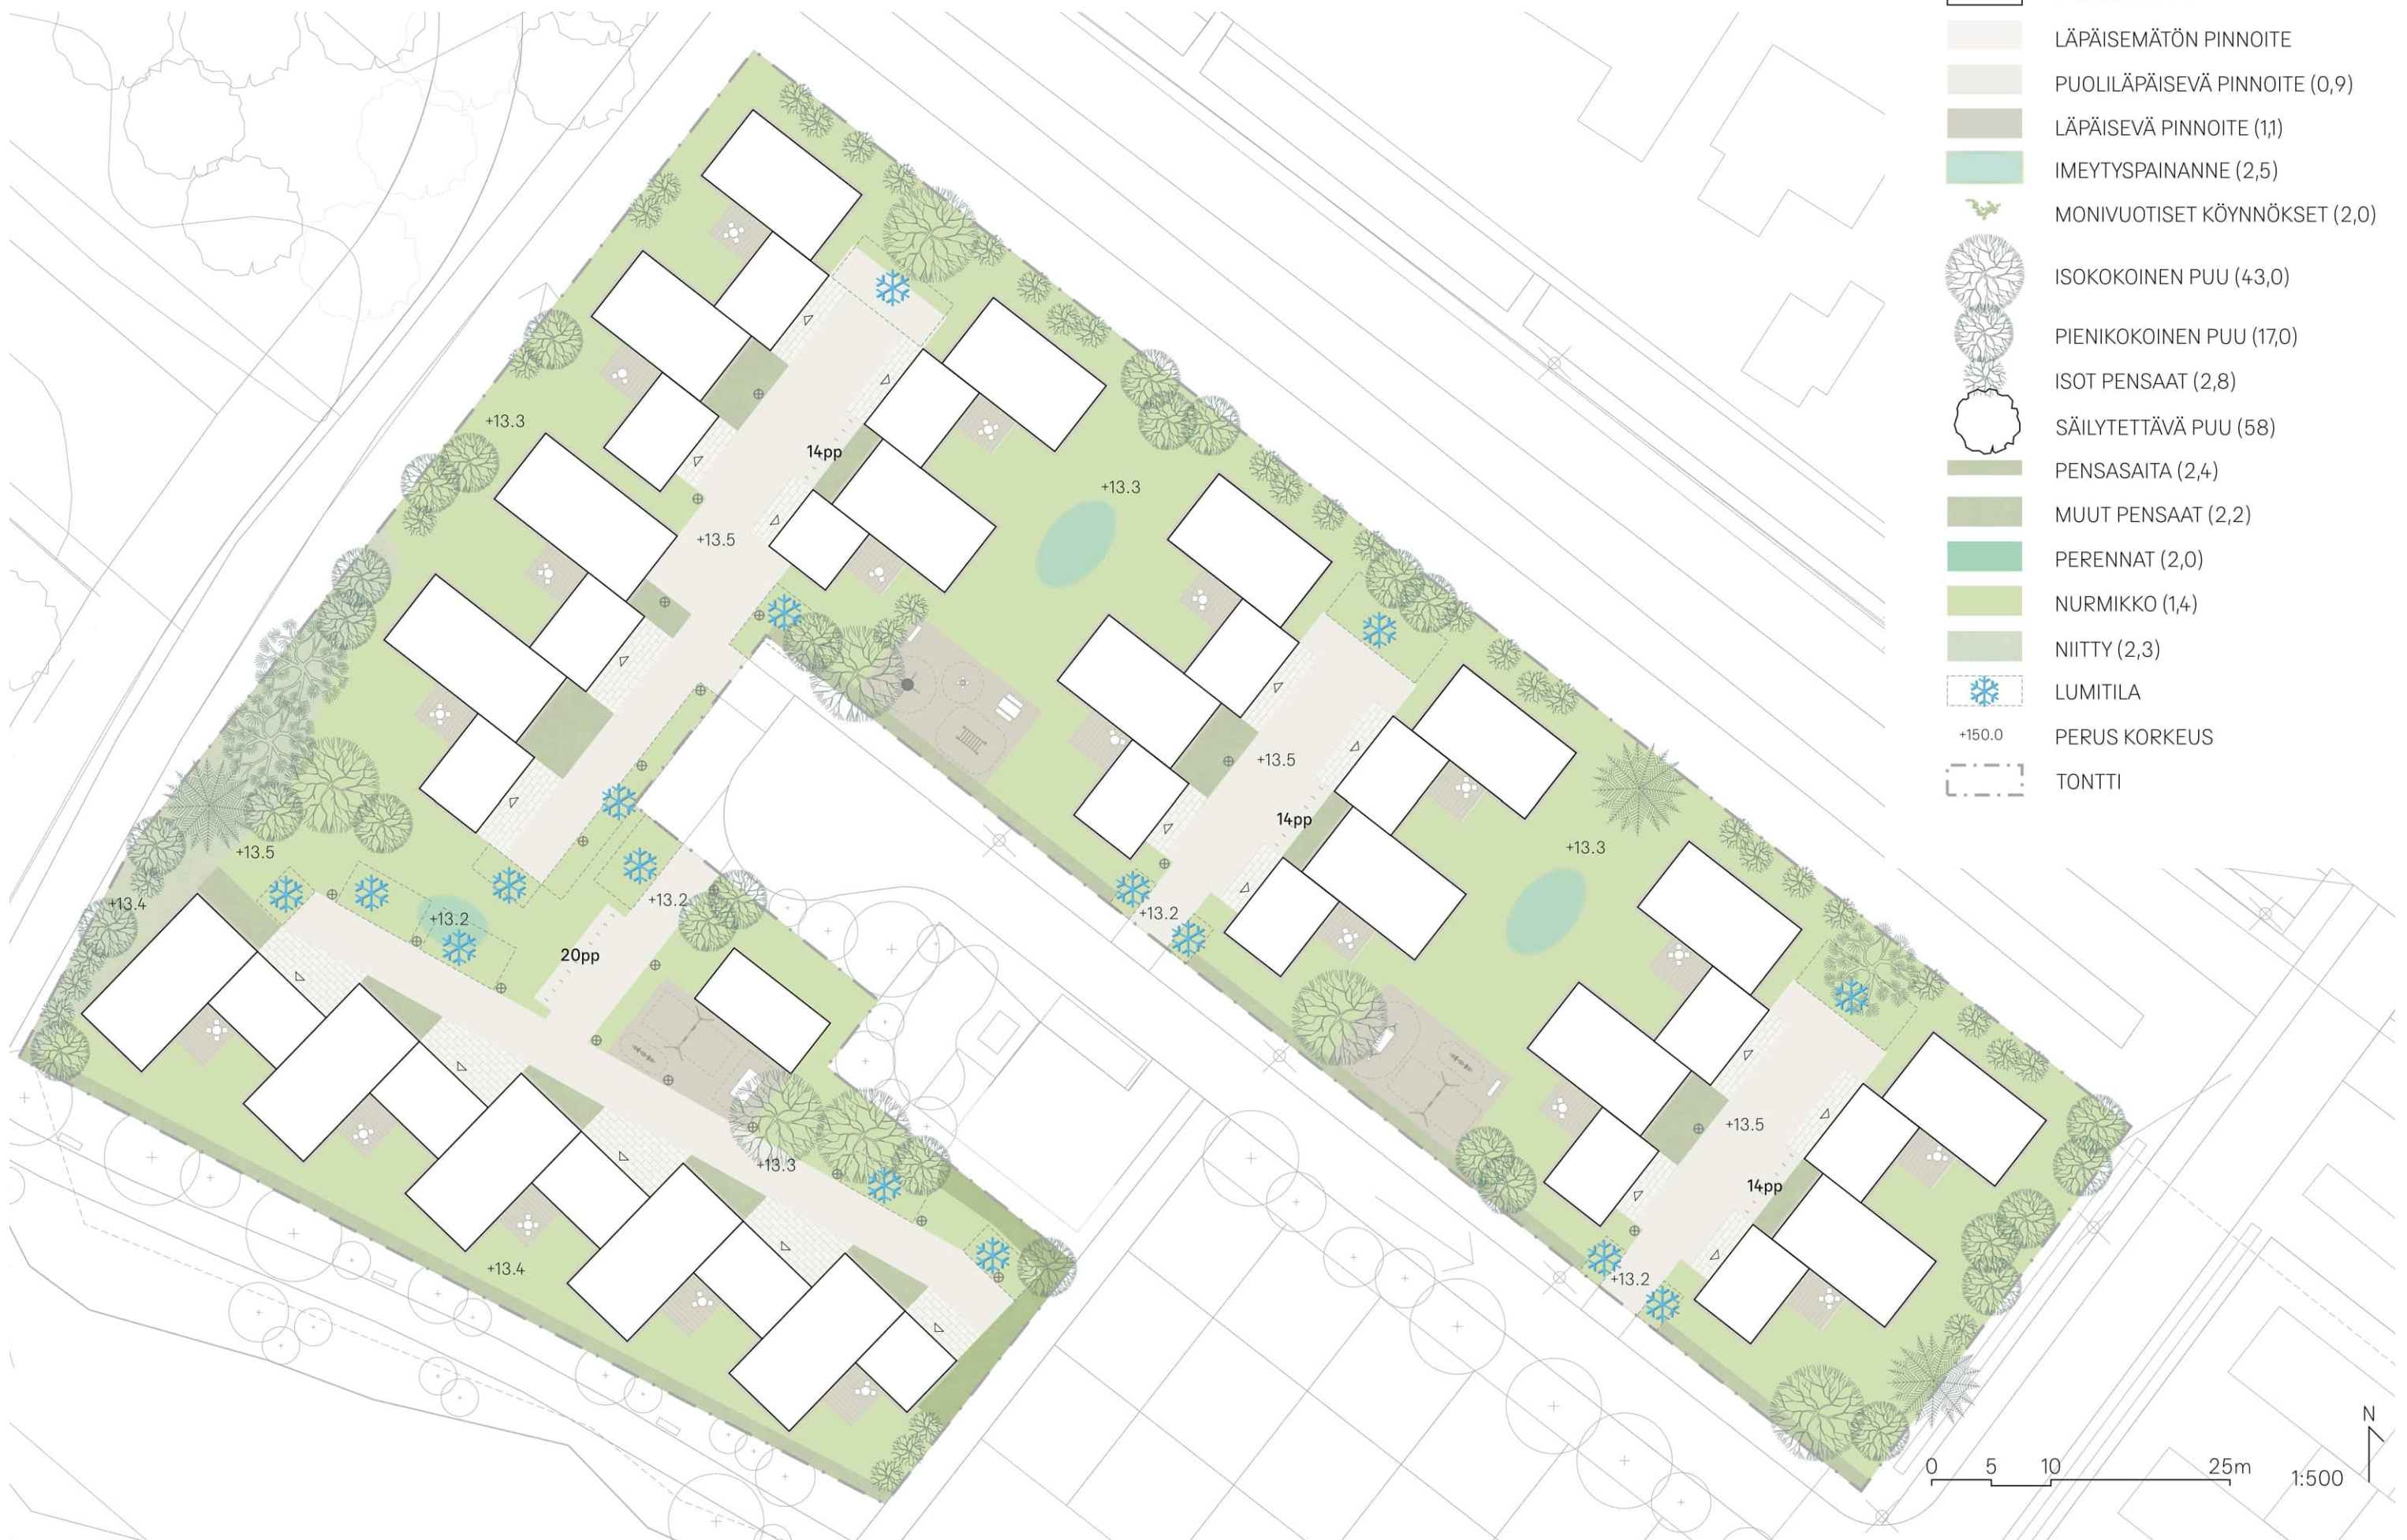 LÄPÄISEMÄTÖN PINNOITE
PUOLILÄPÄISEVÄ PINNOITE (0,9)
LÄPÄISEVÄ PINNOITE (1,1)
IMEYTYSPAINANNE (2,5)
MONIVUOTISET KÖYNNÖKSET (2,0)
ISOKOKOINEN PUU (43,0)
PIENIKOKOINEN PUU (17,0)
ISOT PENSAAT (2,8)
SÄILYTETTÄVÄ PUU (58)
PENSASAITA (2,4)
MUUT PENSAAT (2,2)
PERENNAT (2,0)
NURMIKKO (1,4)
NIITTY (2,3)
LUMITILA
+150.0 PERUS KORKEUS
TONTTI
+13.3
14pp
+13.3
+13.5
+13.5
14pp
+13.3
+13.5
+13.2
+13.4
+13.2
+13.2
20pp
+13.5
+13.3
14pp
+13.4
+13.2
N
0 5 10 25m
1:500